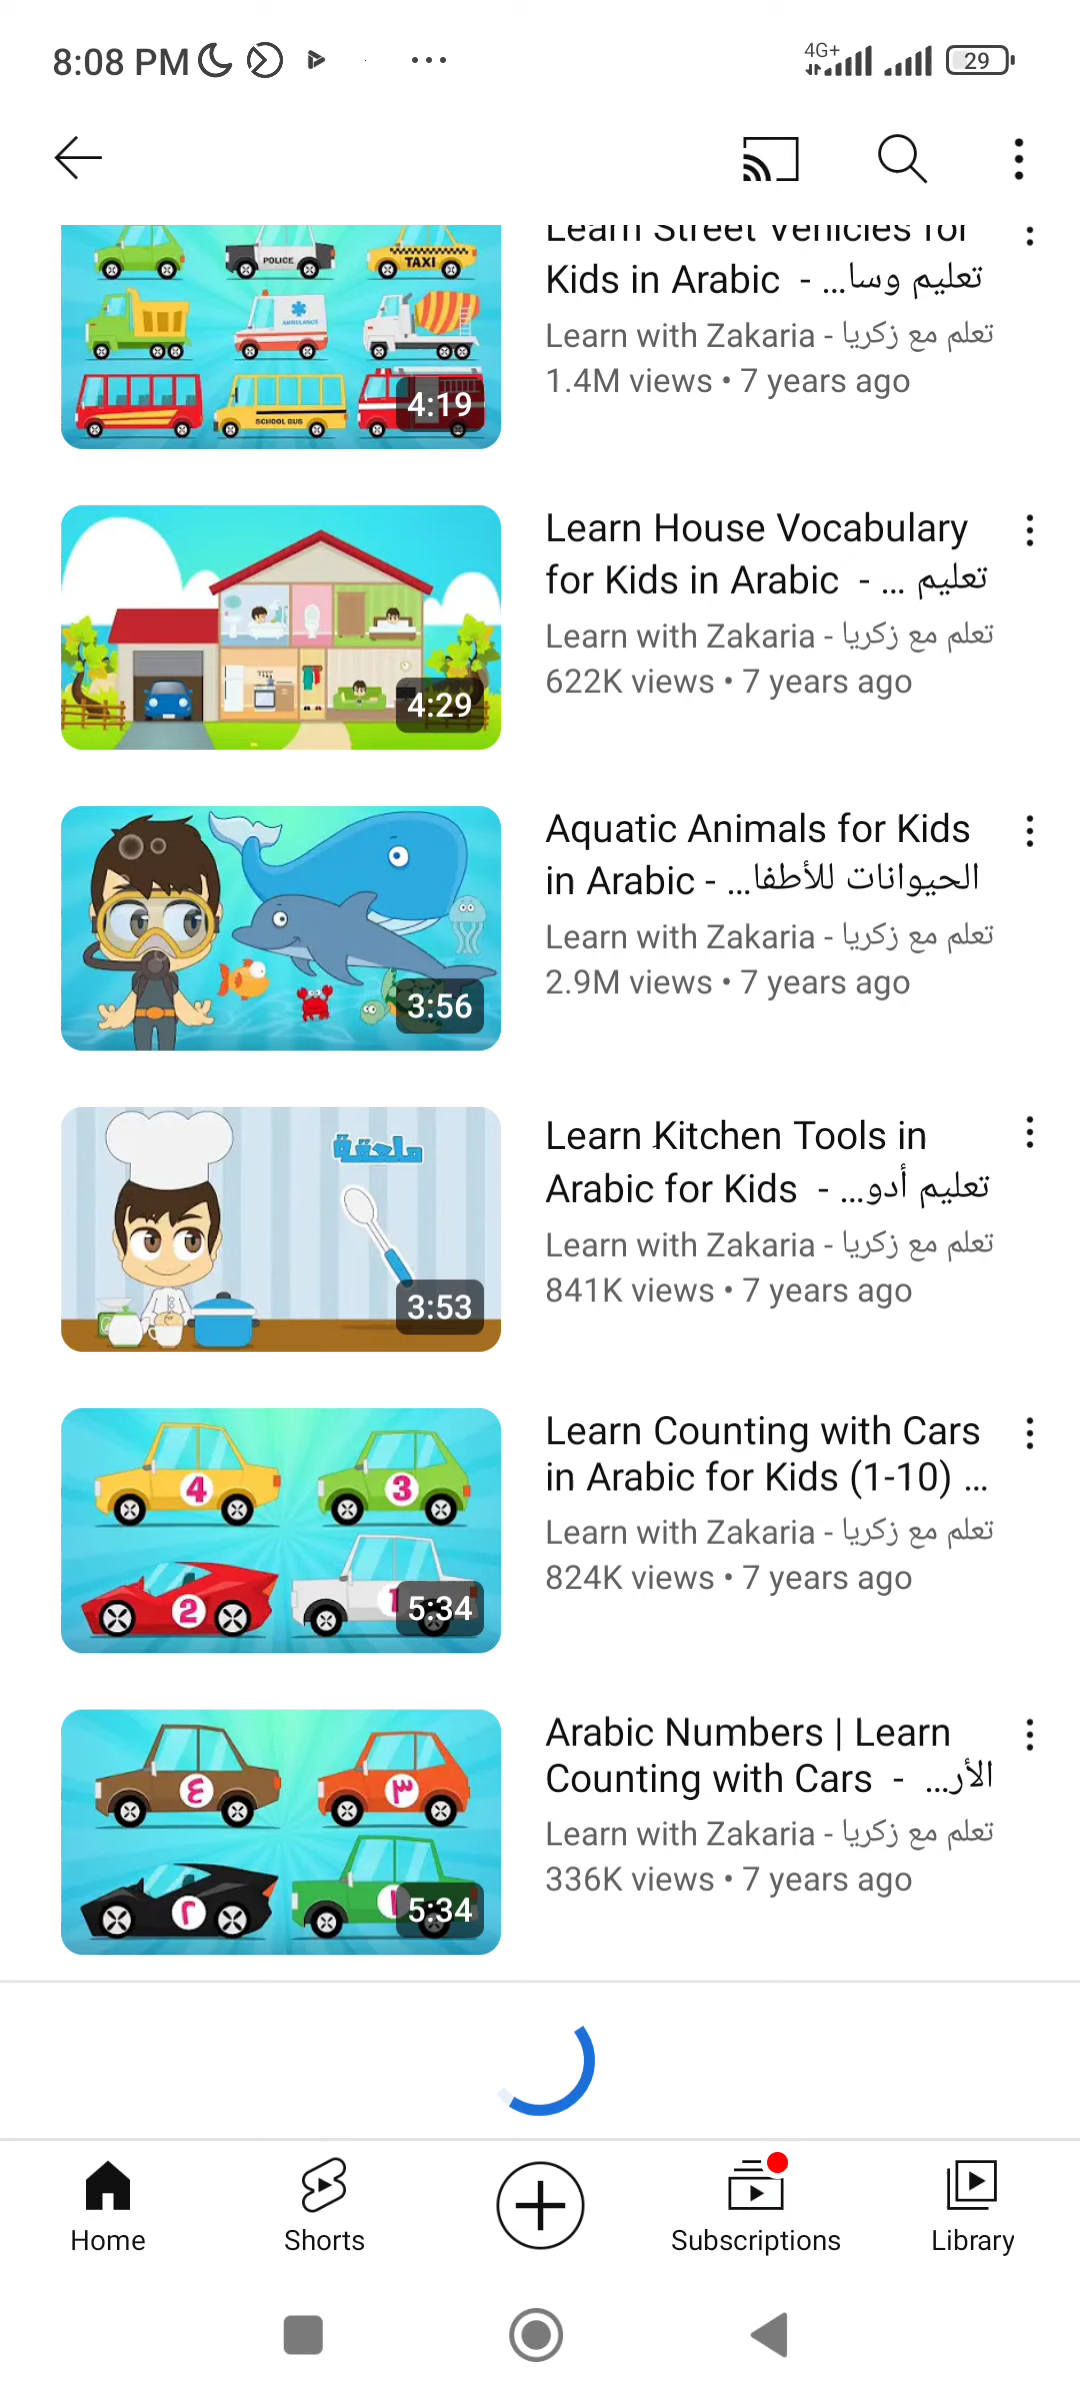 8:08 PM
4G+
29
POLICE
TAXI
AMBULANCE
SCHOOL BUS
4:19
Learn Street Vehicles for
Kids in Arabic - ...تعليم وسا
Learn with Zakaria - تعلم مع زكريا
1.4M views • 7 years ago
4:29
Learn House Vocabulary
for Kids in Arabic - ... تعليم
Learn with Zakaria - تعلم مع زكريا
622K views • 7 years ago
3:56
Aquatic Animals for Kids
in Arabic - ...الحيوانات للأطفا
Learn with Zakaria - تعلم مع زكريا
2.9M views • 7 years ago
ملعقة
3:53
Learn Kitchen Tools in
Arabic for Kids - ...تعليم أدو
Learn with Zakaria - تعلم مع زكريا
841K views • 7 years ago
4
3
2
1
5:34
Learn Counting with Cars
in Arabic for Kids (1-10) ...
Learn with Zakaria - تعلم مع زكريا
824K views • 7 years ago
٤
٣
٢
١
5:34
Arabic Numbers | Learn
Counting with Cars - ...الأر
Learn with Zakaria - تعلم مع زكريا
336K views • 7 years ago
Home
Shorts
Subscriptions
Library